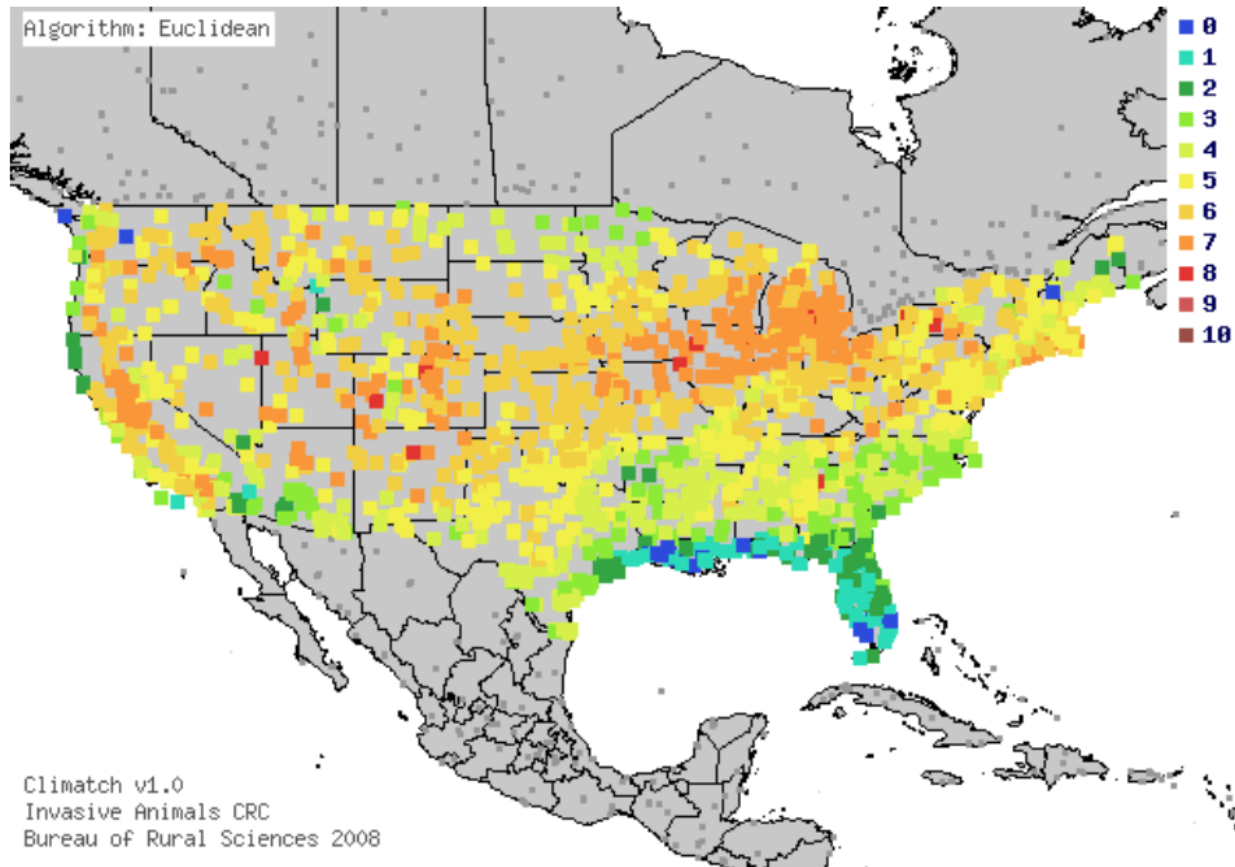 Algorithm: Euclidean
0
1
2
3
4
5
6
7
8
9
10
Climatch v1.0
Invasive Animals CRC
Bureau of Rural Sciences 2008